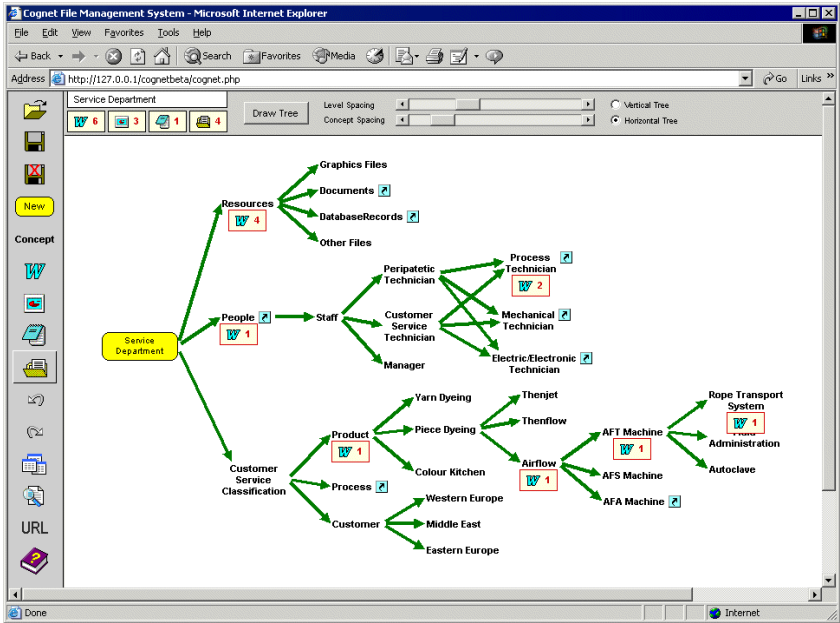 Cognet File Management System - Microsoft Internet Explorer
File Edit View Favorites Tools Help
Back Search Favorites Media
Address http://127.0.0.1/cognetbeta/cognet.php Go Links »
Service Department
W 6 3 1 4
Draw Tree
Level Spacing
Concept Spacing
Vertical Tree
Horizontal Tree
New
Concept
W
URL
Service
Department
Resources
W 4
Graphics Files
Documents
DatabaseRecords
Other Files
People
W 1
Staff
Peripatetic
Technician
Customer
Service
Technician
Manager
Process
Technician
W 2
Mechanical
Technician
Electric/Electronic
Technician
Customer
Service
Classification
Product
W 1
Process
Customer
Yarn Dyeing
Piece Dyeing
Colour Kitchen
Western Europe
Middle East
Eastern Europe
Thenjet
Thenflow
Airflow
W 1
AFT Machine
W 1
AFS Machine
AFA Machine
Rope Transport
System
W 1
Administration
Autoclave
Done
Internet